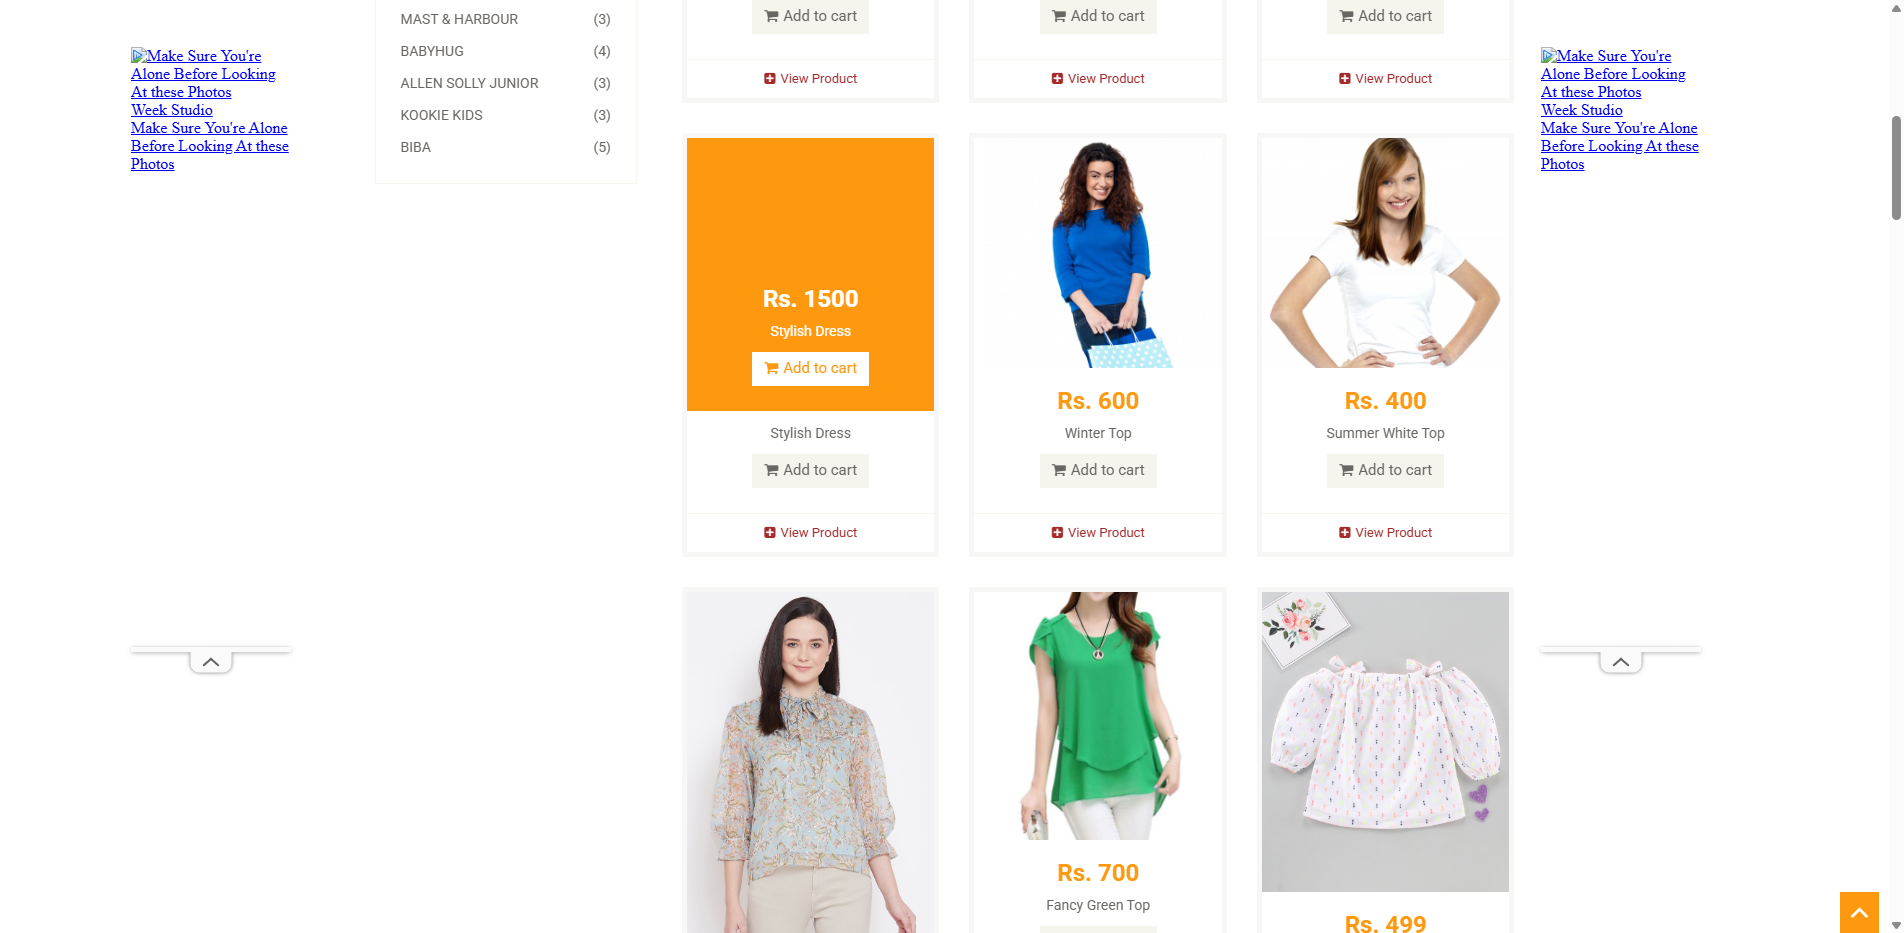 MAST & HARBOUR (3)
BABYHUG (4)
ALLEN SOLLY JUNIOR (3)
KOOKIE KIDS (3)
BIBA (5)
Make Sure You're
Alone Before Looking
At these Photos
Week Studio
Make Sure You're Alone
Before Looking At these
Photos
Add to cart
Add to cart
Add to cart
View Product
View Product
View Product
Rs. 1500
Stylish Dress
Add to cart
Stylish Dress
Add to cart
View Product
Rs. 600
Winter Top
Add to cart
View Product
Rs. 400
Summer White Top
Add to cart
View Product
Rs. 700
Fancy Green Top
Rs. 499
Make Sure You're
Alone Before Looking
At these Photos
Week Studio
Make Sure You're Alone
Before Looking At these
Photos